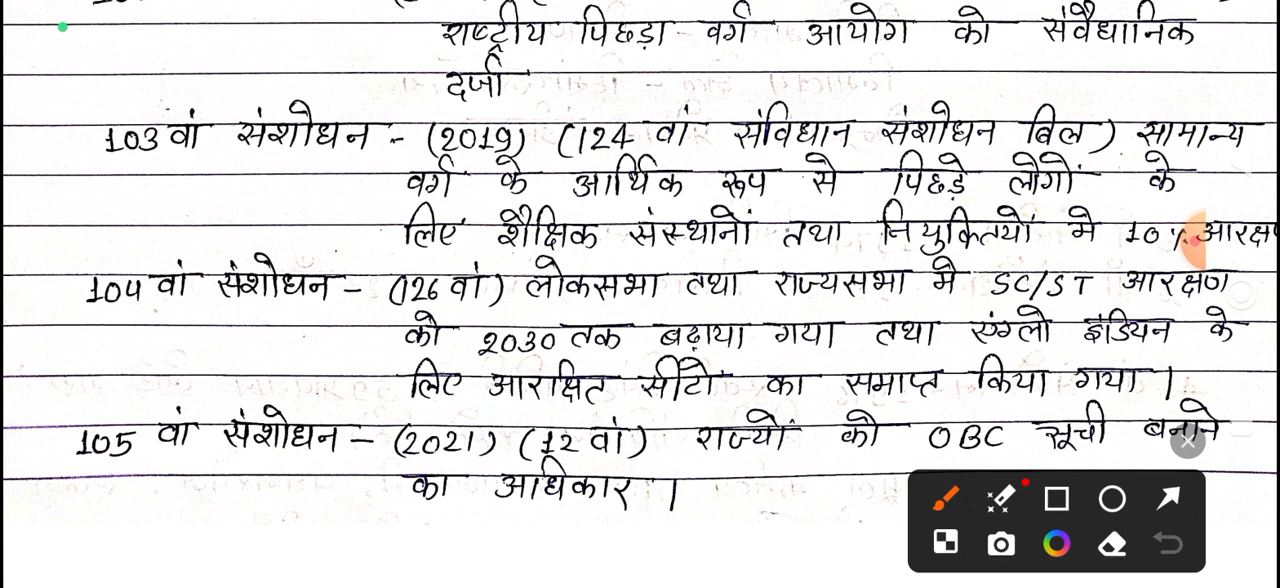 राष्ट्रीय पिछड़ा वर्ग आयोग को संवैधानिक
दर्जा
103 वां संशोधन :- (2019) (124 वां संविधान संशोधन बिल) सामान्य
वर्ग के आर्थिक रूप से पिछड़े लोगों के
लिए शैक्षिक संस्थानों तथा नियुक्तियों मे 10% आरक्षण
104 वां संशोधन - (126 वां) लोकसभा तथा राज्यसभा मे SC/ST आरक्षण
को 2030 तक बढ़ाया गया तथा एंग्लो इंडियन के
लिए आरक्षित सीटों का समाप्त किया गया ।
105 वां संशोधन - (2021) (12 वां) राज्यों को OBC सूची बनाने
का अधिकार ।